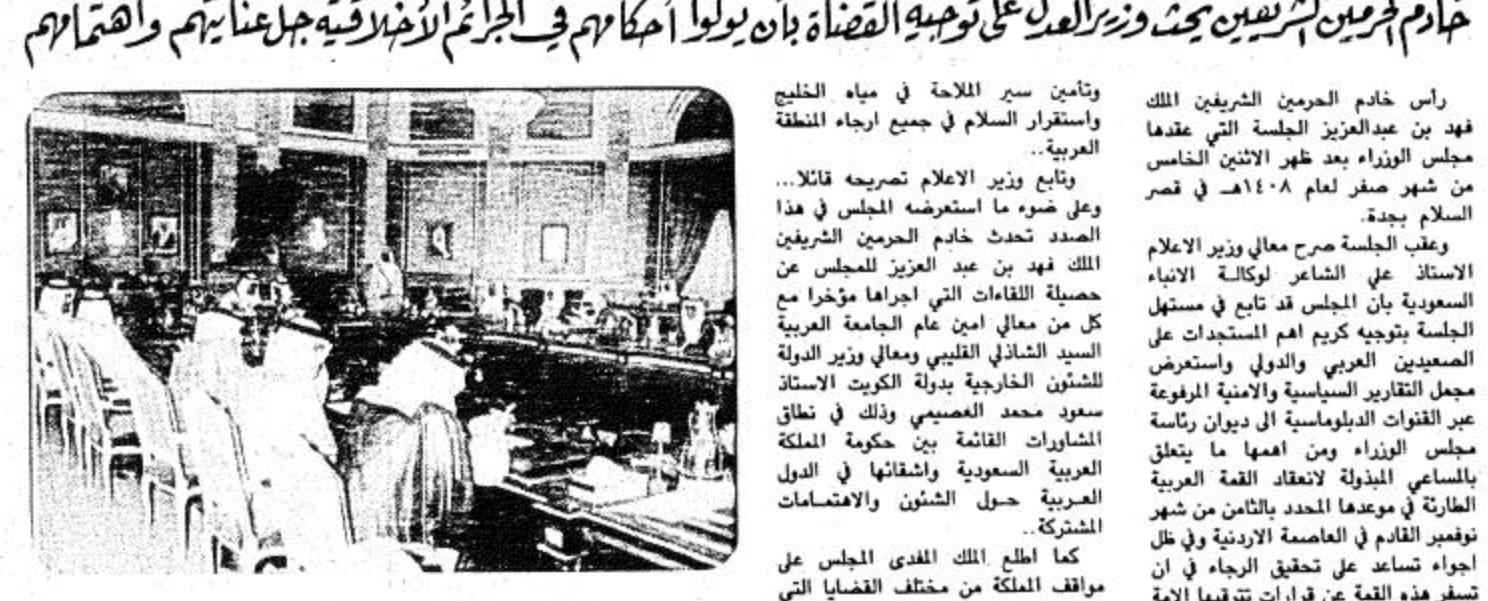 خادم الحرمين الشريفين يحث وزير العدل على توجيه القضاة بأن يولوا أحكامهم في الجرائم الأخلاقية جل عنايتهم واهتمامهم
رأس خادم الحرمين الشريفين الملك
فهد بن عبدالعزيز الجلسة التي عقدها
مجلس الوزراء بعد ظهر الاثنين الخامس
من شهر صفر لعام ١٤٠٨هـ في قصر
السلام بجدة.
وعقب الجلسة صرح معالي وزير الاعلام
الاستاذ علي الشاعر لوكالة الانباء
السعودية بان المجلس قد تابع في مستهل
الجلسة بتوجيه كريم اهم المستجدات على
الصعيدين العربي والدولي واستعرض
مجمل التقارير السياسية والامنية المرفوعة
عبر القنوات الدبلوماسية الى ديوان رئاسة
مجلس الوزراء ومن اهمها ما يتعلق
بالمساعي المبذولة لانعقاد القمة العربية
الطارئة في موعدها المحدد بالثامن من شهر
نوفمبر القادم في العاصمة الاردنية وفي ظل
اجواء تساعد على تحقيق الرجاء في ان
تسفر هذه القمة عن قرارات تترقبها الامة
وتأمين سير الملاحة في مياه الخليج
واستقرار السلام في جميع ارجاء المنطقة
العربية..
وتابع وزير الاعلام تصريحه قائلا...
وعلى ضوء ما استعرضه المجلس في هذا
الصدد تحدث خادم الحرمين الشريفين
الملك فهد بن عبد العزيز للمجلس عن
حصيلة اللقاءات التي اجراها مؤخرا مع
كل من معالي امين عام الجامعة العربية
السيد الشاذلي القليبي ومعالي وزير الدولة
للشئون الخارجية بدولة الكويت الاستاذ
سعود محمد العصيمي وذلك في نطاق
المشاورات القائمة بين حكومة المملكة
العربية السعودية واشقائها في الدول
العربية حول الشئون والاهتمامات
المشتركة..
كما اطلع الملك المفدى المجلس على
مواقف المملكة من مختلف القضايا التي